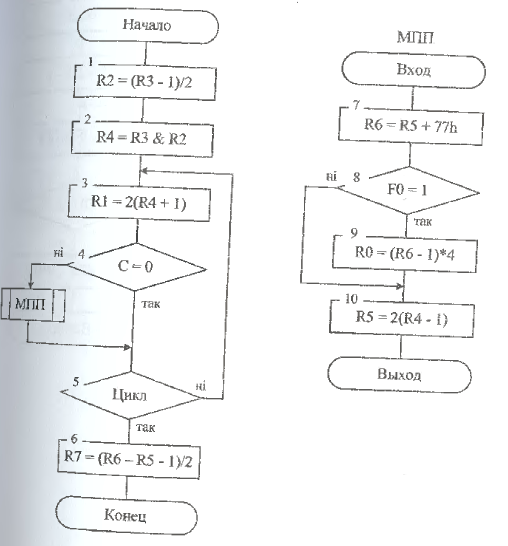 Начало
1
R2 = (R3 - 1)/2
2
R4 = R3 & R2
3
R1 = 2(R4 + 1)
ні 4
C = 0
МПП
так
5
ні
Цикл
так
6
R7 = (R6 – R5 - 1)/2
Конец
МПП
Вход
7
R6 = R5 + 77h
ні 8
F0 = 1
так
9
R0 = (R6 - 1)*4
10
R5 = 2(R4 - 1)
Выход